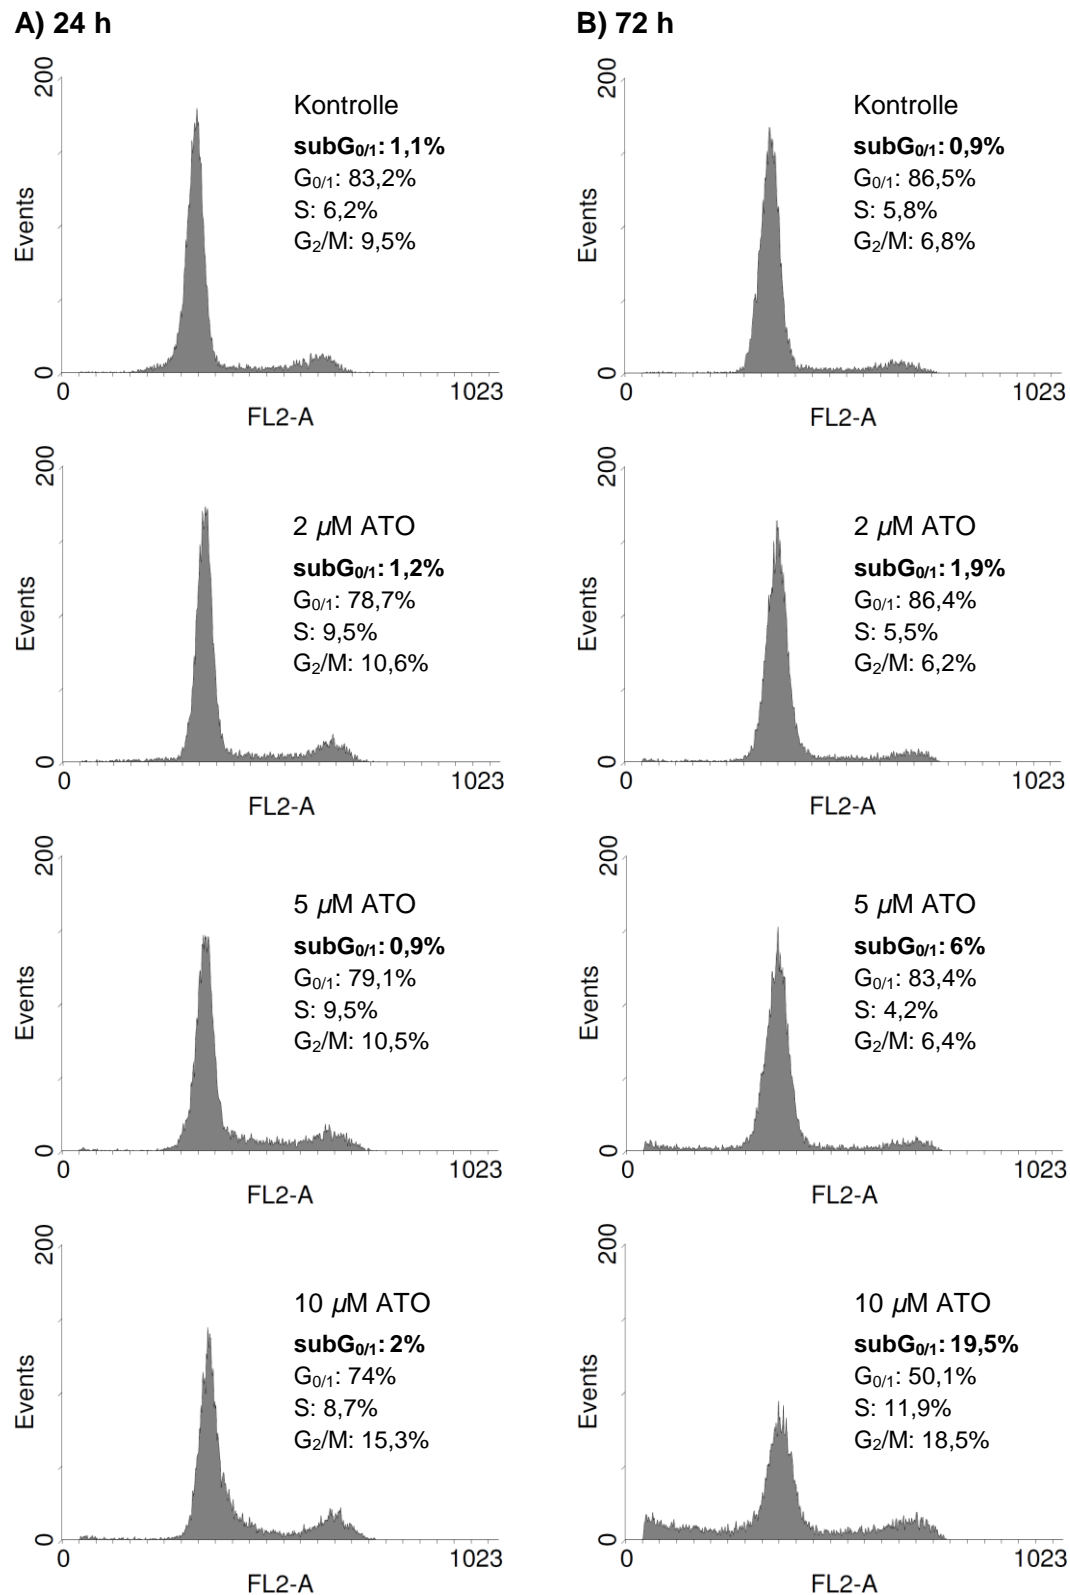 A) 24 h
B) 72 h
200
Events
0
Kontrolle
subG0/1: 1,1%
G0/1: 83,2%
S: 6,2%
G2/M: 9,5%
0
1023
FL2-A
200
Events
0
Kontrolle
subG0/1: 0,9%
G0/1: 86,5%
S: 5,8%
G2/M: 6,8%
0
1023
FL2-A
200
Events
0
2 µM ATO
subG0/1: 1,2%
G0/1: 78,7%
S: 9,5%
G2/M: 10,6%
0
1023
FL2-A
200
Events
0
2 µM ATO
subG0/1: 1,9%
G0/1: 86,4%
S: 5,5%
G2/M: 6,2%
0
1023
FL2-A
200
Events
0
5 µM ATO
subG0/1: 0,9%
G0/1: 79,1%
S: 9,5%
G2/M: 10,5%
0
1023
FL2-A
200
Events
0
5 µM ATO
subG0/1: 6%
G0/1: 83,4%
S: 4,2%
G2/M: 6,4%
0
1023
FL2-A
200
Events
0
10 µM ATO
subG0/1: 2%
G0/1: 74%
S: 8,7%
G2/M: 15,3%
0
1023
FL2-A
200
Events
0
10 µM ATO
subG0/1: 19,5%
G0/1: 50,1%
S: 11,9%
G2/M: 18,5%
0
1023
FL2-A